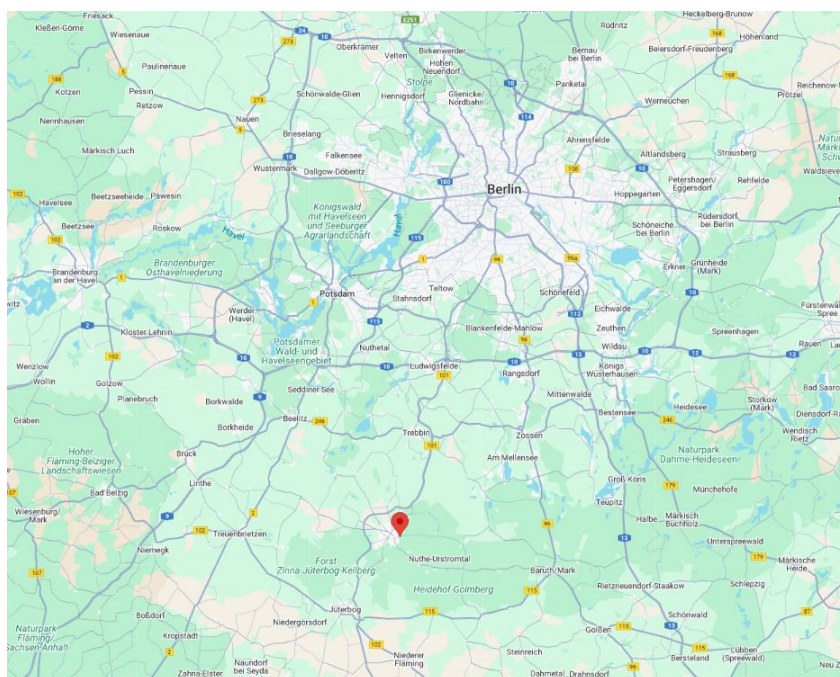 Friesack
Kleßen-Görne
Wiesenaue
Paulinenaue
Pessin
Kotzen
Retzow
Nennhausen
Nauen
Märkisch Luch
Brieselang
Wustermark
Oberkrämer
Velten
Birkenwerder
Hohen
Neuendorf
Stolpe
Hennigsdorf
Glienicke/
Nordbahn
Schönwalde-Glien
Falkensee
Dallgow-Döberitz
E251
Rüdnitz
Bernau
bei Berlin
Panketal
Heckelberg-Brunow
Höhenland
Beiersdorf-Freudenberg
Werneuchen
Prötzel
Ahrensfelde
Altlandsberg
Strausberg
Petershagen/
Eggersdorf
Rehfelde
Hoppegarten
Berlin
Rüdersdorf
bei Berlin
Schöneiche
bei Berlin
Grünheide
(Mark)
Erkner
Havelsee
Beetzseeheide
Päwesin
Beetzsee
Roskow
Havel
Brandenburger
Osthavelniederung
Brandenburg
an der Havel
Königswald
mit Havelseen
und Seeburger
Agrarlandschaft
Havel
Potsdam
Werder
(Havel)
Kloster Lehnin
Potsdamer
Wald- und
Havelseengebiet
Teltow
Stahnsdorf
Nuthetal
Schönefeld
Eichwalde
Zeuthen
Wildau
Blankenfelde-Mahlow
Königs
Wusterhausen
Spreenhagen
Rauen
Ludwigsfelde
Rangsdorf
Mittenwalde
Bestensee
Heidesee
Storkow
(Mark)
Bad Saarow
Wendisch
Rietz
Wenzlow
Wollin
Golzow
Planebruch
Borkwalde
Borkheide
Seddiner See
Beelitz
Trebbin
Zossen
Am Mellensee
Gräben
Hoher
Fläming-Belziger
Landschaftswiesen
Brück
Linthe
Bad Belzig
Wiesenburg/
Mark
Niemegk
Treuenbrietzen
Groß Köris
Teupitz
Halbe
Naturpark
Dahme-Heideseen
Münchehofe
Märkisch
Buchholz
Unterspreewald
Märkische
Heide
Schlepzig
Forst
Zinna-Jüterbog-Keilberg
Nuthe-Urstromtal
Heidehof-Golmberg
Baruth/Mark
Rietzneuendorf-Staakow
Boßdorf
Kropstadt
Naturpark
Fläming/
Sachsen-Anhalt
Niedergörsdorf
Jüterbog
Zahna-Elster
Naundorf
bei Seyda
Niederer
Fläming
Steinreich
Dahmetal
Drahnsdorf
Golßen
Schönwald
Bersteland
Lübben
(Spreewald)